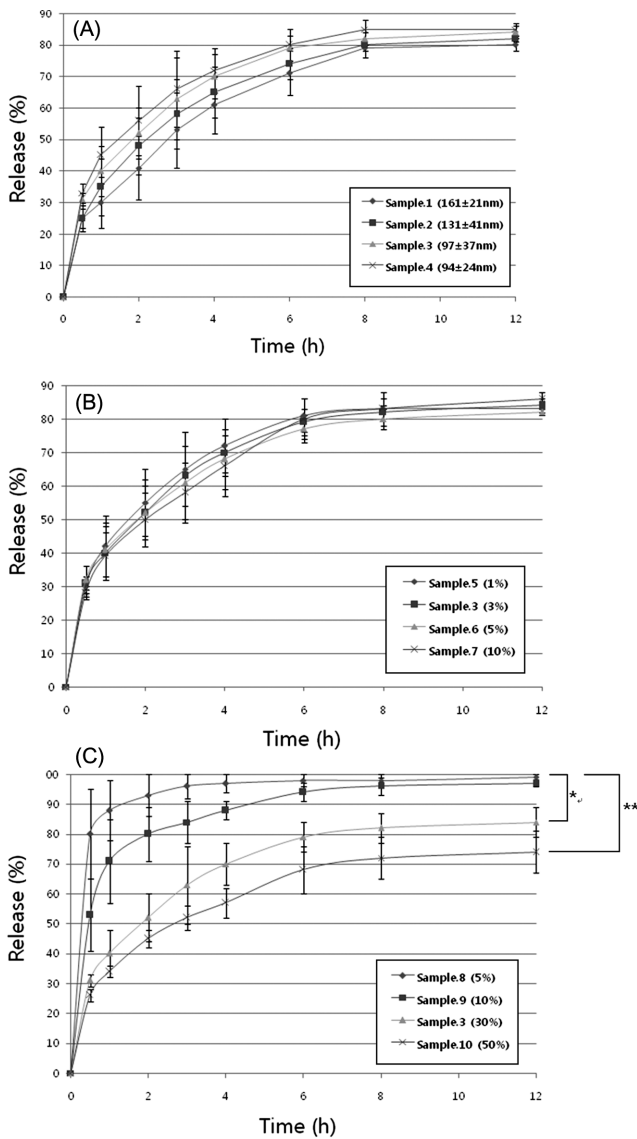 (A)
Release (%)
90
80
70
60
50
40
30
20
10
0
Sample.1 (161±21nm)
Sample.2 (131±41nm)
Sample.3 (97±37nm)
Sample.4 (94±24nm)
0 2 4 6 8 10 12
Time (h)
(B)
Release (%)
90
80
70
60
50
40
30
20
10
0
Sample.5 (1%)
Sample.3 (3%)
Sample.6 (5%)
Sample.7 (10%)
0 2 4 6 8 10 12
Time (h)
(C)
Release (%)
00
90
80
70
60
50
40
30
20
10
0
*
**
Sample.8 (5%)
Sample.9 (10%)
Sample.3 (30%)
Sample.10 (50%)
0 2 4 6 8 10 12
Time (h)